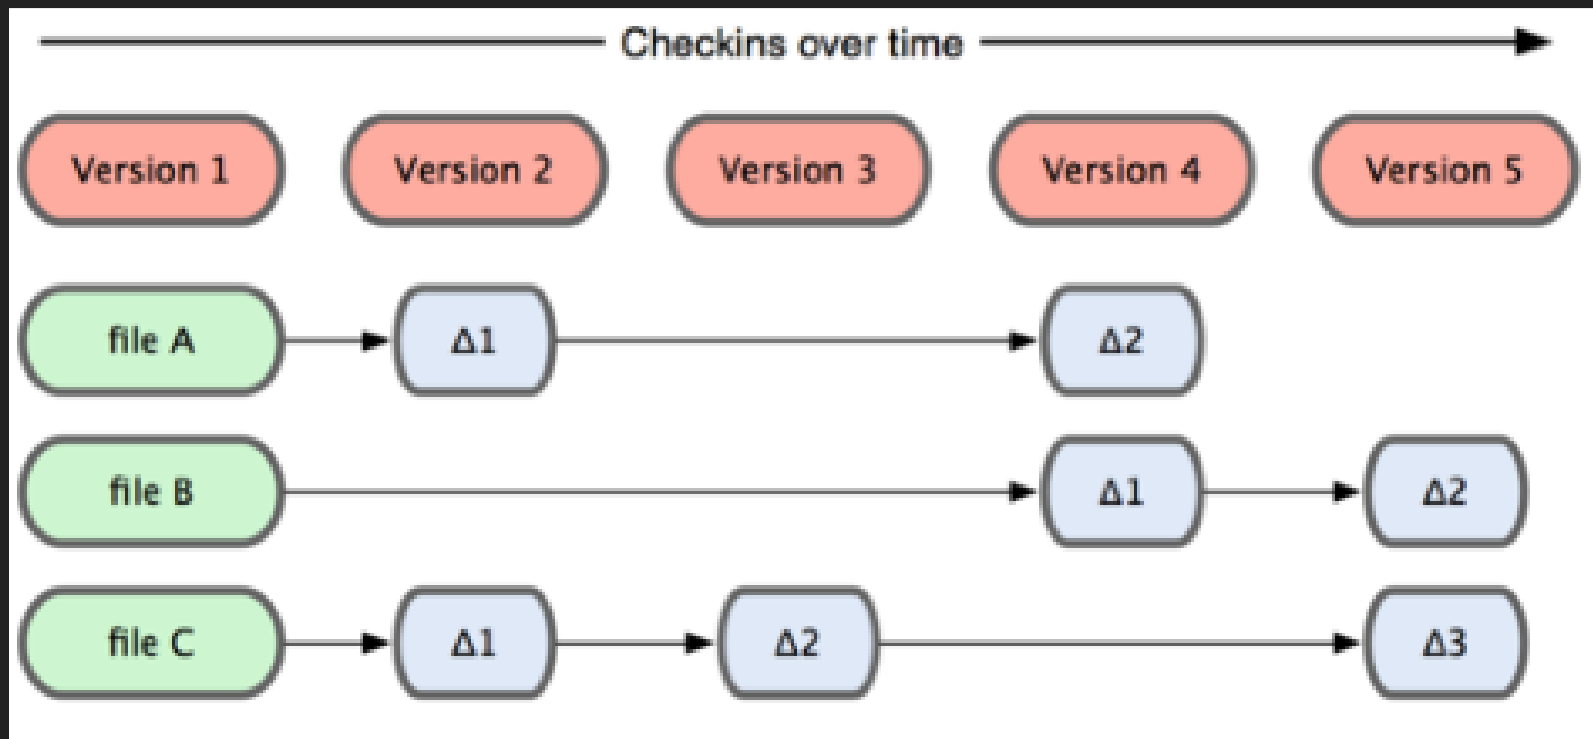 Checkins over time
Version 1 Version 2 Version 3 Version 4 Version 5
file A Δ1 Δ2
file B Δ1 Δ2
file C Δ1 Δ2 Δ3